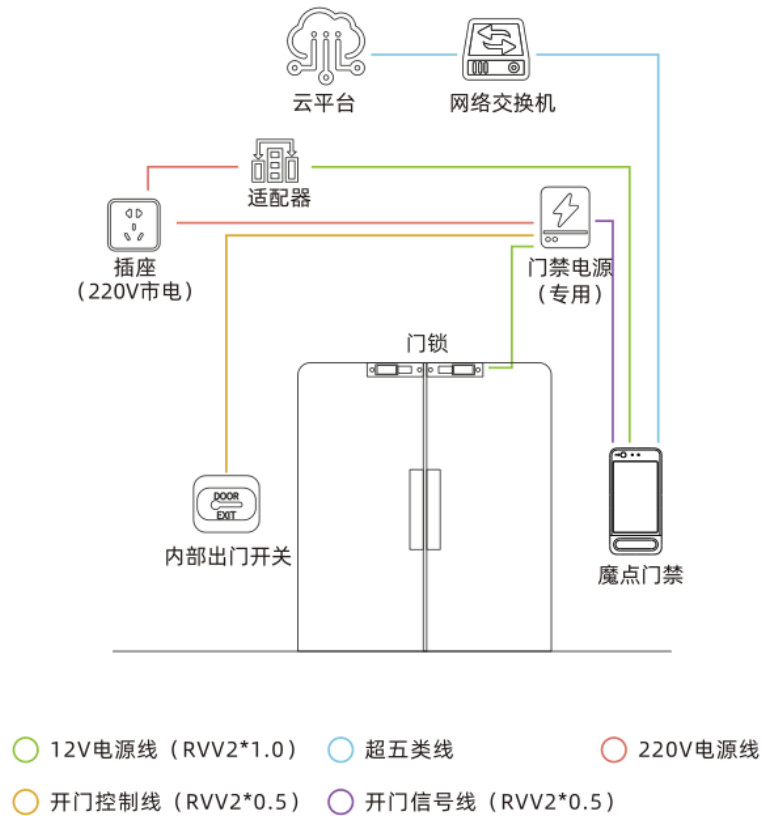 云平台
网络交换机
适配器
插座
（220V市电）
门禁电源
（专用）
门锁
DOOR
EXIT
内部出门开关
魔点门禁
12V电源线（RVV2*1.0）
超五类线
220V电源线
开门控制线（RVV2*0.5）
开门信号线（RVV2*0.5）